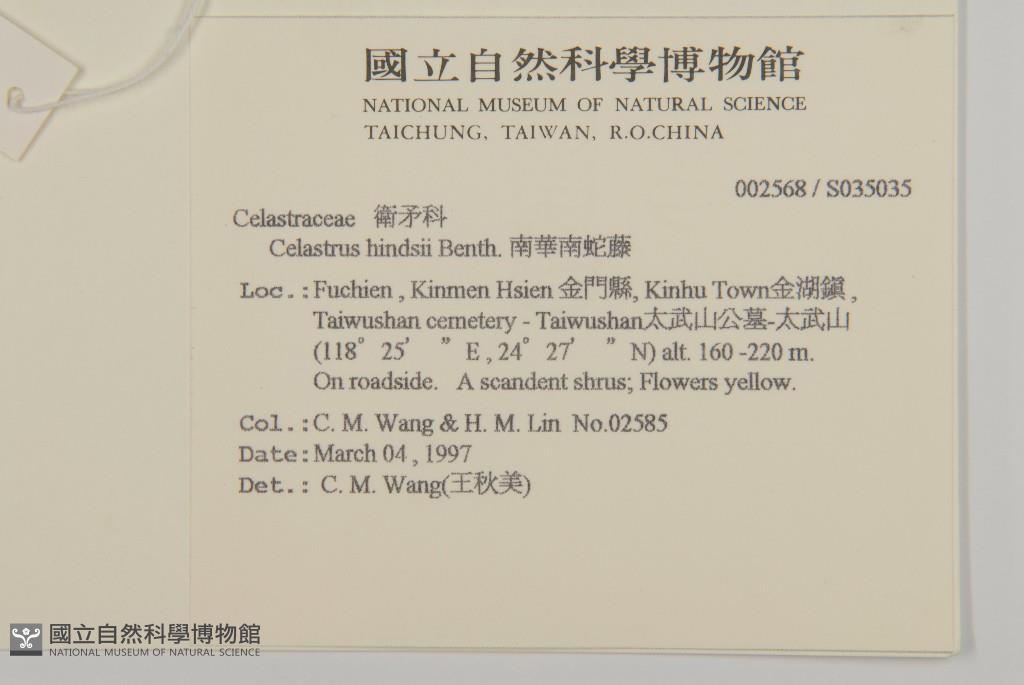 國立自然科學博物館
NATIONAL MUSEUM OF NATURAL SCIENCE
TAICHUNG, TAIWAN, R.O.CHINA
002568 / S035035
Celastraceae 衛矛科
Celastrus hindsii Benth. 南華南蛇藤
Loc.:Fuchien , Kinmen Hsien 金門縣, Kinhu Town金湖鎮 ,
Taiwushan cemetery - Taiwushan太武山公墓-太武山
(118° 25′ ″ E , 24° 27′ ″ N) alt. 160 -220 m.
On roadside. A scandent shrus; Flowers yellow.
Col.:C. M. Wang & H. M. Lin No.02585
Date:March 04 , 1997
Det.: C. M. Wang(王秋美)
國立自然科學博物館
NATIONAL MUSEUM OF NATURAL SCIENCE